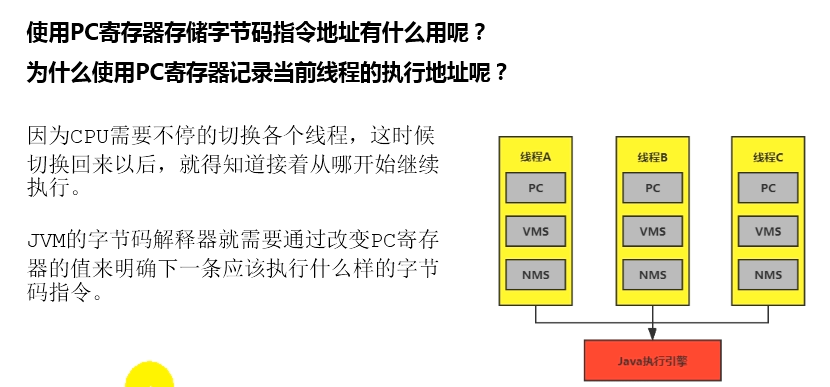 使用PC寄存器存储字节码指令地址有什么用呢？
为什么使用PC寄存器记录当前线程的执行地址呢？
因为CPU需要不停的切换各个线程，这时候
切换回来以后，就得知道接着从哪开始继续
执行。
JVM的字节码解释器就需要通过改变PC寄存
器的值来明确下一条应该执行什么样的字节
码指令。
线程A
PC
VMS
NMS
线程B
PC
VMS
NMS
线程C
PC
VMS
NMS
Java执行引擎